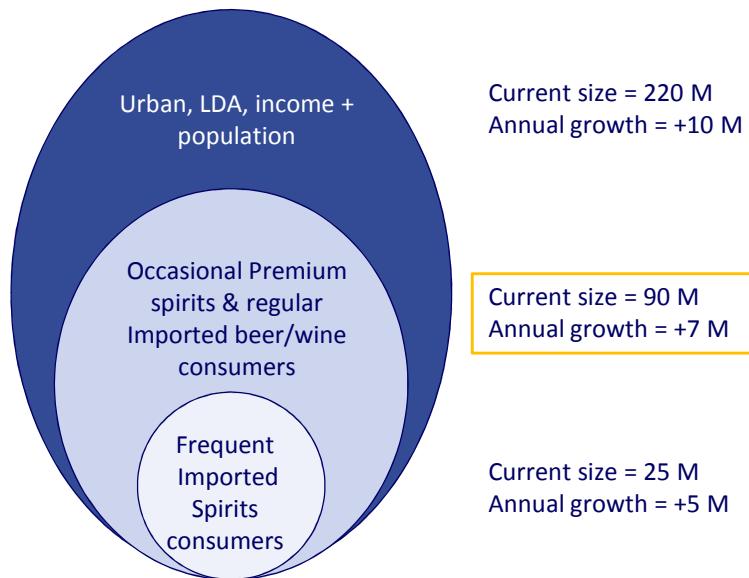 Urban, LDA, income +
population
Current size = 220 M
Annual growth = +10 M
Occasional Premium
spirits & regular
Imported beer/wine
consumers
Current size = 90 M
Annual growth = +7 M
Frequent
Imported
Spirits
consumers
Current size = 25 M
Annual growth = +5 M